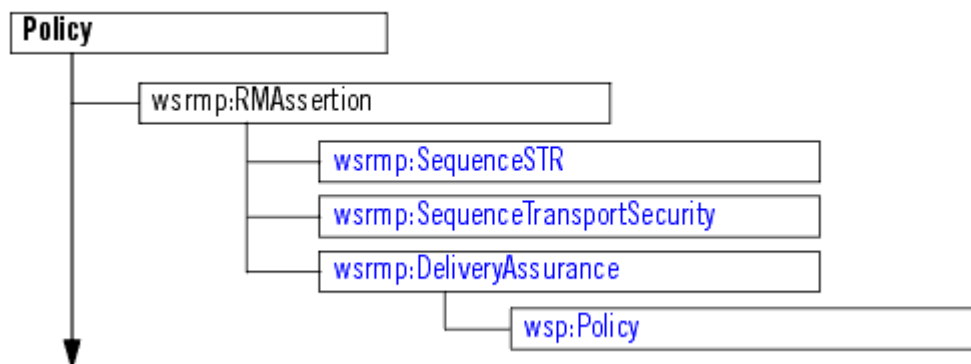 Policy
wsrmp:RMAssertion
wsrmp:SequenceSTR
wsrmp:SequenceTransportSecurity
wsrmp:DeliveryAssurance
wsp:Policy